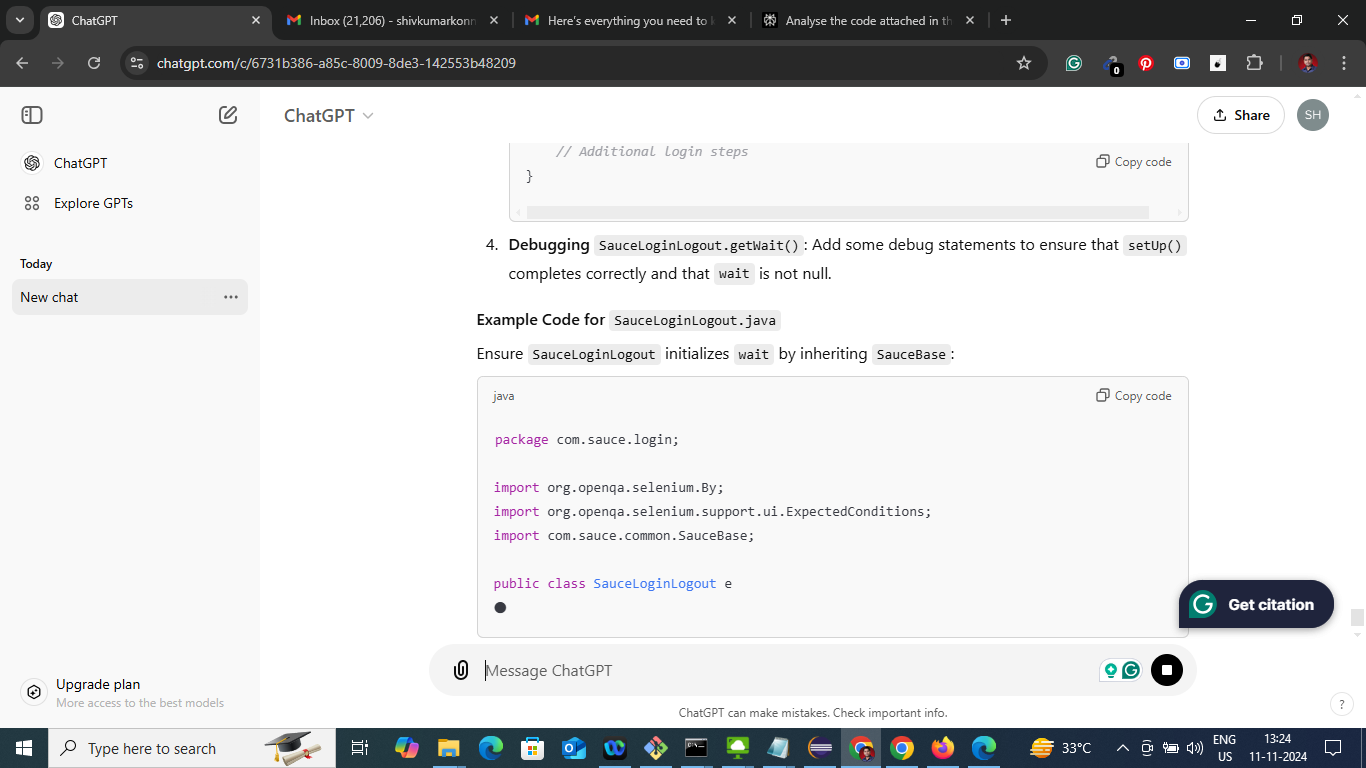 ChatGPT
Inbox (21,206) - shivkumarkonn
Here's everything you need to k
Analyse the code attached in th
chatgpt.com/c/6731b386-a85c-8009-8de3-142553b48209
0
ChatGPT
Share
SH
ChatGPT
Explore GPTs
Today
New chat
Upgrade plan
More access to the best models
// Additional login steps
Copy code
}
4. Debugging SauceLoginLogout.getWait(): Add some debug statements to ensure that setUp()
completes correctly and that wait is not null.
Example Code for SauceLoginLogout.java
Ensure SauceLoginLogout initializes wait by inheriting SauceBase:
java
Copy code
package com.sauce.login;
import org.openqa.selenium.By;
import org.openqa.selenium.support.ui.ExpectedConditions;
import com.sauce.common.SauceBase;
public class SauceLoginLogout e
Get citation
Message ChatGPT
ChatGPT can make mistakes. Check important info.
?
Type here to search
33°C
ENG
US
13:24
11-11-2024